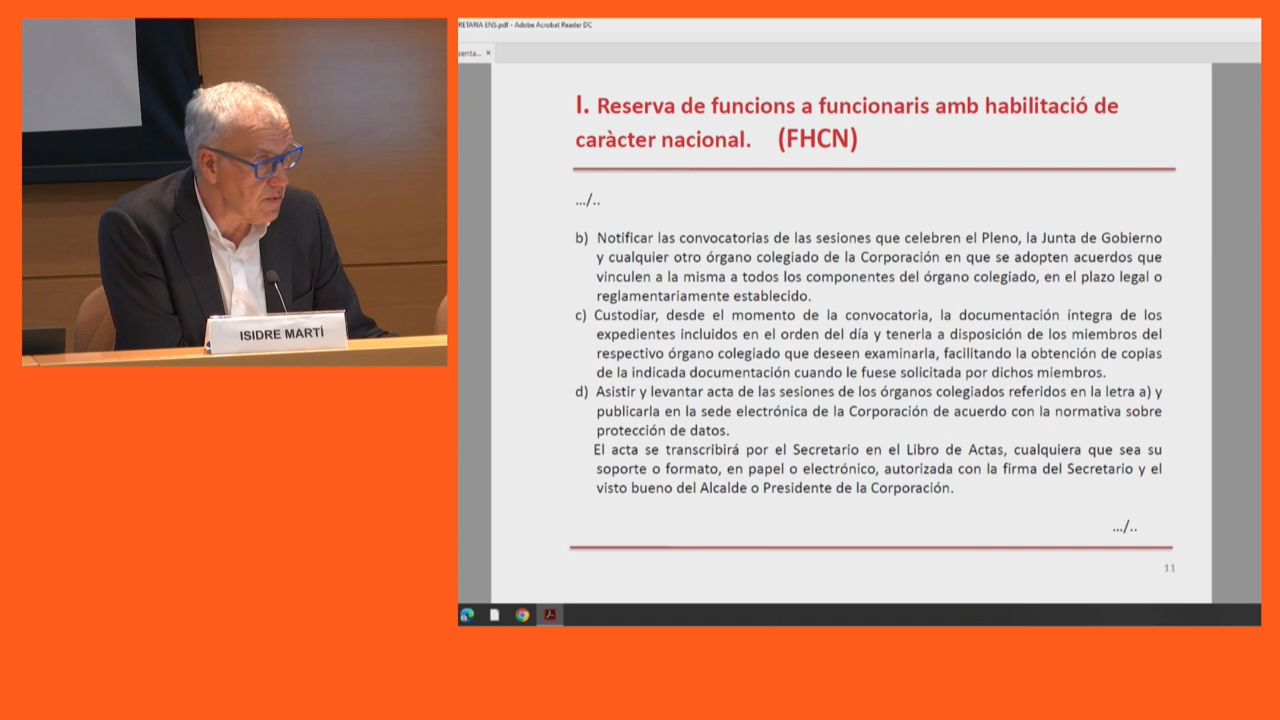 RETARIA ENS.pdf - Adobe Acrobat Reader DC
senta... ×
I. Reserva de funcions a funcionaris amb habilitació de
caràcter nacional. (FHCN)
.../..
b) Notificar las convocatorias de las sesiones que celebren el Pleno, la Junta de Gobierno
y cualquier otro órgano colegiado de la Corporación en que se adopten acuerdos que
vinculen a la misma a todos los componentes del órgano colegiado, en el plazo legal o
reglamentariamente establecido.
c) Custodiar, desde el momento de la convocatoria, la documentación íntegra de los
expedientes incluidos en el orden del día y tenerla a disposición de los miembros del
respectivo órgano colegiado que deseen examinarla, facilitando la obtención de copias
de la indicada documentación cuando le fuese solicitada por dichos miembros.
d) Asistir y levantar acta de las sesiones de los órganos colegiados referidos en la letra a) y
publicarla en la sede electrónica de la Corporación de acuerdo con la normativa sobre
protección de datos.
El acta se transcribirá por el Secretario en el Libro de Actas, cualquiera que sea su
soporte o formato, en papel o electrónico, autorizada con la firma del Secretario y el
visto bueno del Alcalde o Presidente de la Corporación.
.../..
11
ISIDRE MARTÍ